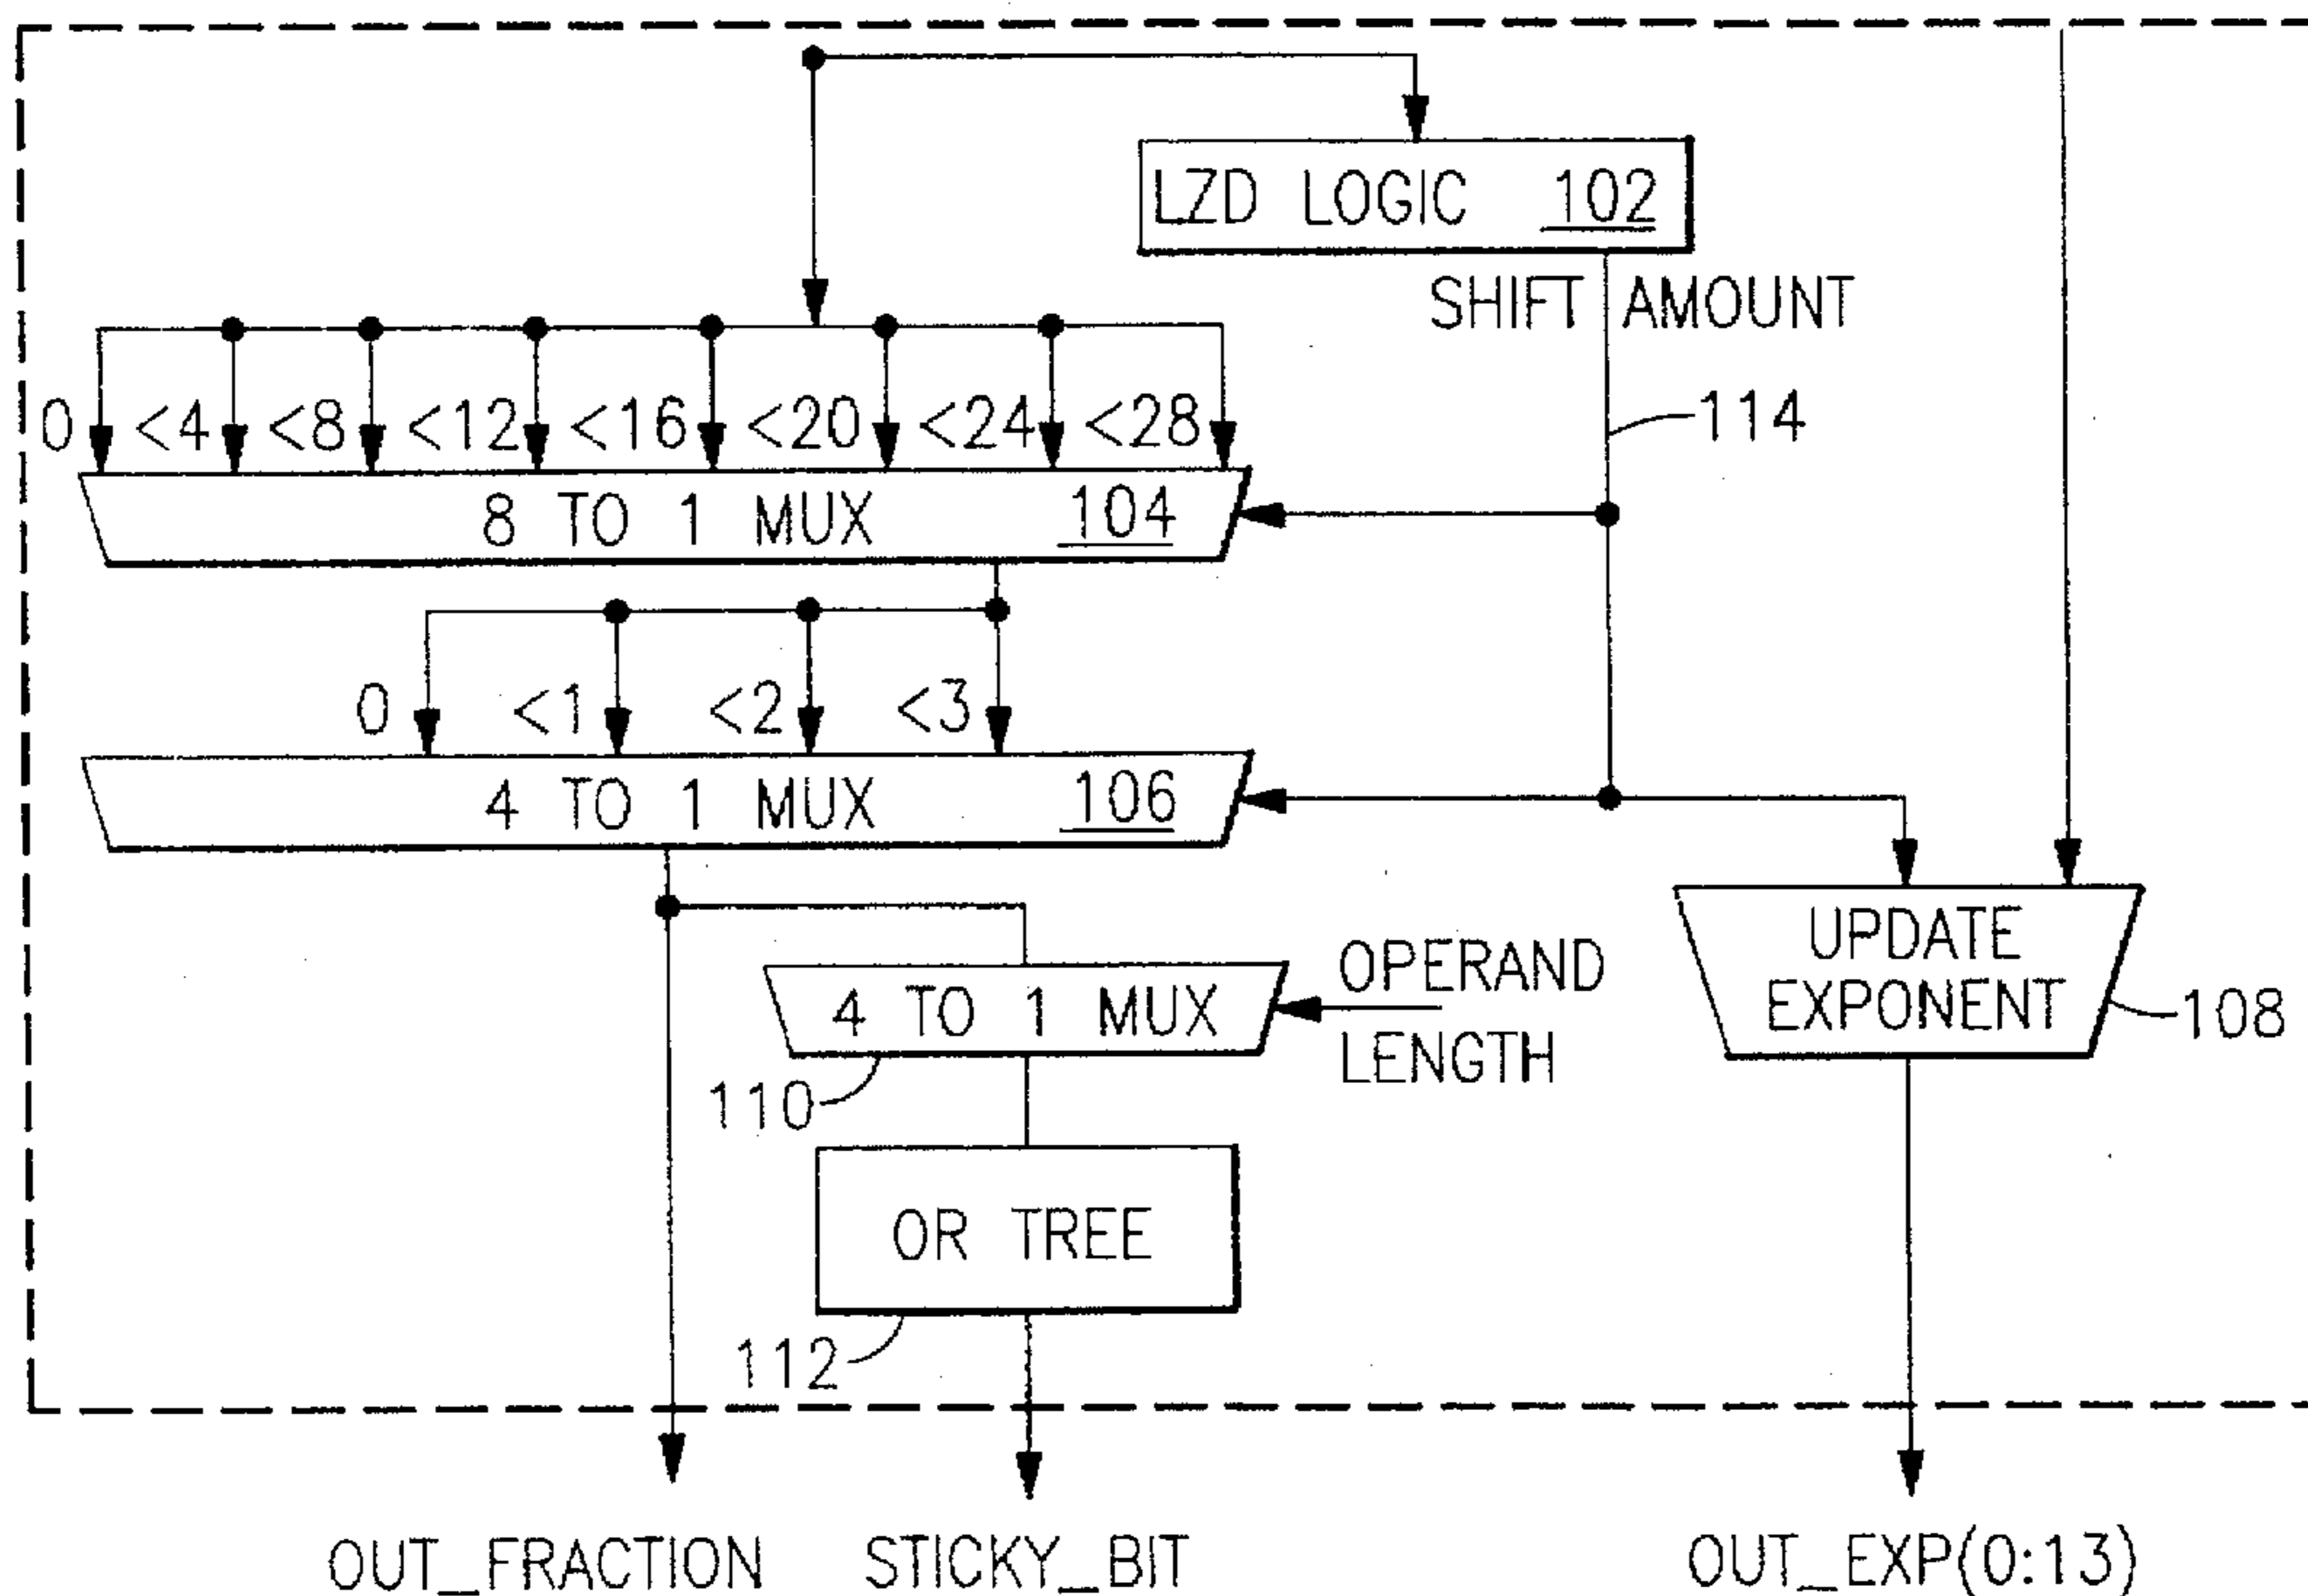 LZD LOGIC 102
SHIFT AMOUNT
114
0 <4 <8 <12 <16 <20 <24 <28
8 TO 1 MUX 104
0 <1 <2 <3
4 TO 1 MUX 106
OPERAND
LENGTH
4 TO 1 MUX
110
UPDATE
EXPONENT
108
OR TREE
112
OUT_FRACTION STICKY_BIT OUT_EXP(0:13)